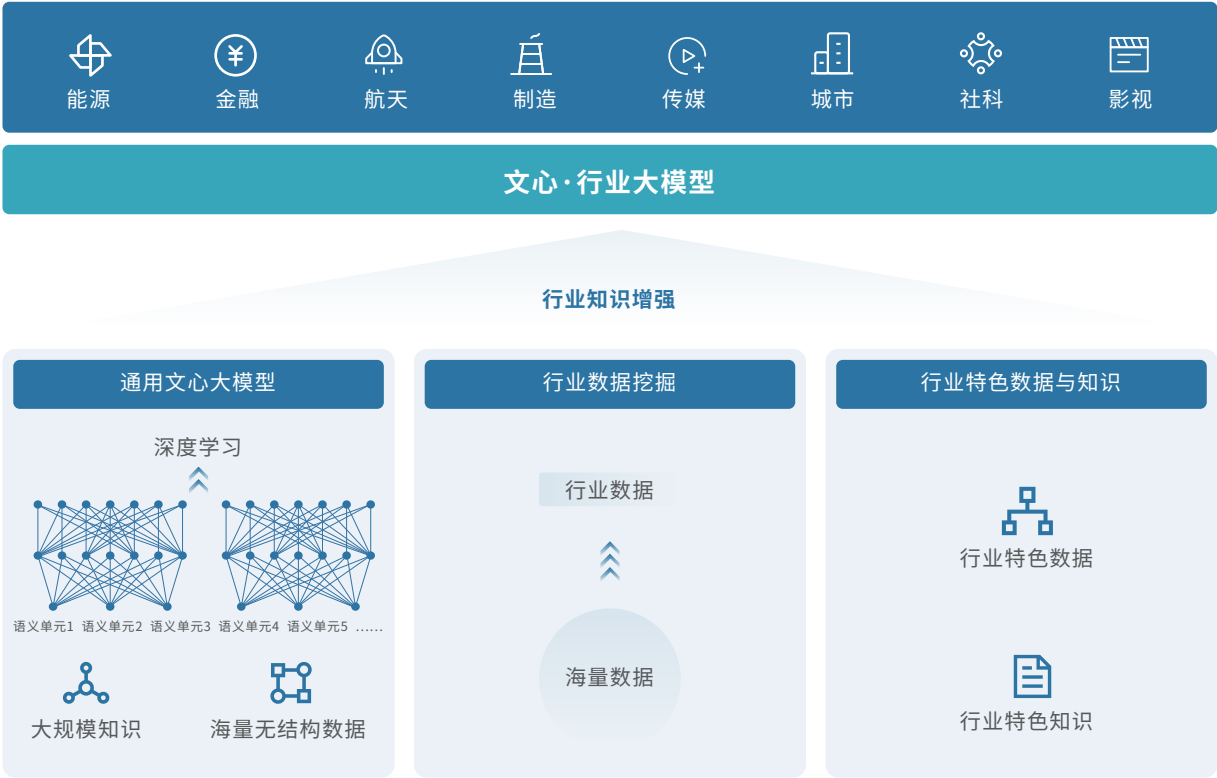 能源 金融 航天 制造 传媒 城市 社科 影视
文心·行业大模型
行业知识增强
通用文心大模型
深度学习
语义单元1 语义单元2 语义单元3 语义单元4 语义单元5 ……
大规模知识 海量无结构数据
行业数据挖掘
行业数据
海量数据
行业特色数据与知识
行业特色数据
行业特色知识